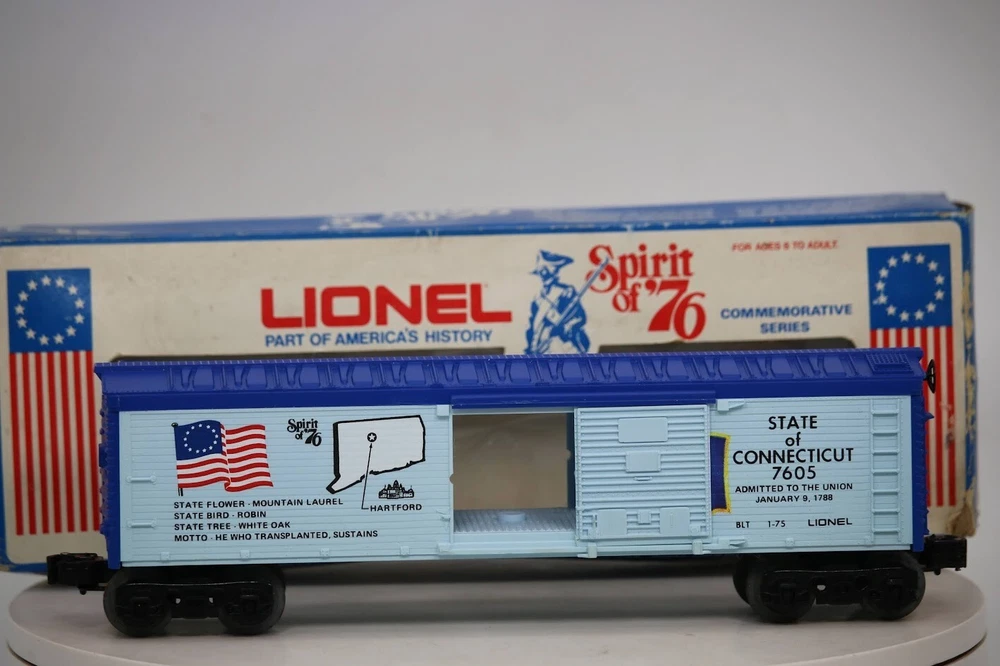 LIONEL
PART OF AMERICA'S HISTORY
Spirit
of '76
FOR AGES 6 TO ADULT.
COMMEMORATIVE
SERIES
Spirit
of '76
HARTFORD
STATE FLOWER - MOUNTAIN LAUREL
STATE BIRD - ROBIN
STATE TREE - WHITE OAK
MOTTO - HE WHO TRANSPLANTED, SUSTAINS
STATE
of
CONNECTICUT
7605
ADMITTED TO THE UNION
JANUARY 9, 1788
BLT 1-75 LIONEL